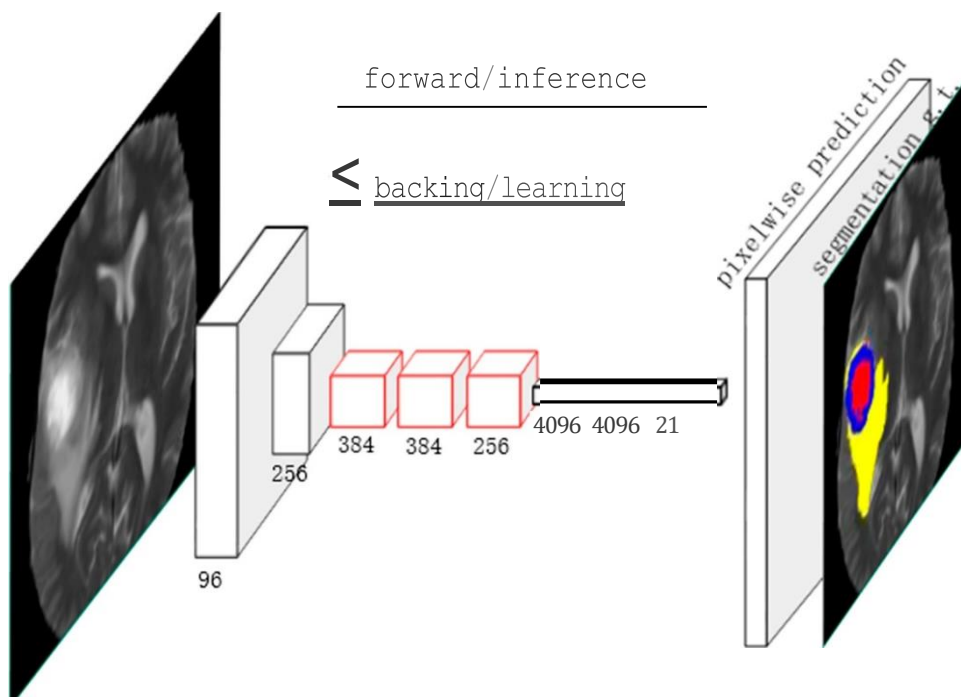 forward/inference
≤ backing/learning
pixelwise prediction
segmentation g.t.
96
256
384
384
256
4096 4096 21